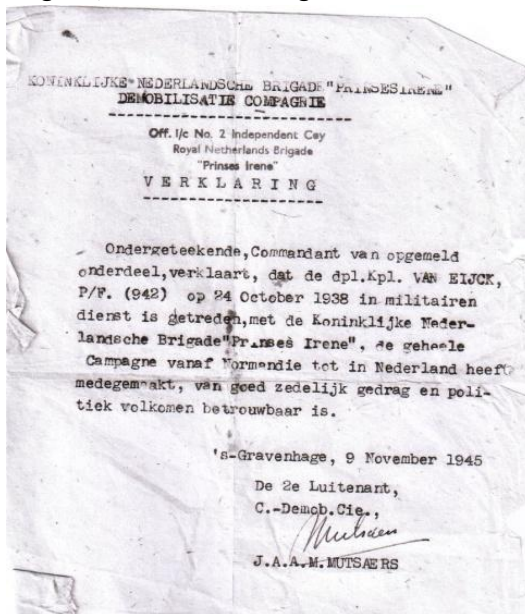 KONINKLIJKE NEDERLANDSCHE BRIGADE "PRINSES IRENE"
DEMOBILISATIE COMPAGNIE
Off. I/c No. 2 Independent Coy
Royal Netherlands Brigade
"Prinses Irene"
VERKLARING
Ondergeteekende, Commandant van opgemeld
onderdeel, verklaart, dat de dpl.Kpl. VAN EIJCK,
P/F. (942) op 24 October 1938 in militairen
dienst is getreden, met de Koninklijke Neder-
landsche Brigade "Prinses Irene", de geheele
Campagne vanaf Normandie tot in Nederland heeft
medegemaakt, van goed zedelijk gedrag en poli-
tiek volkomen betrouwbaar is.
's-Gravenhage, 9 November 1945
De 2e Luitenant,
C.-Demob.Cie.,
Mutsaers
J.A.A.M. MUTSAERS